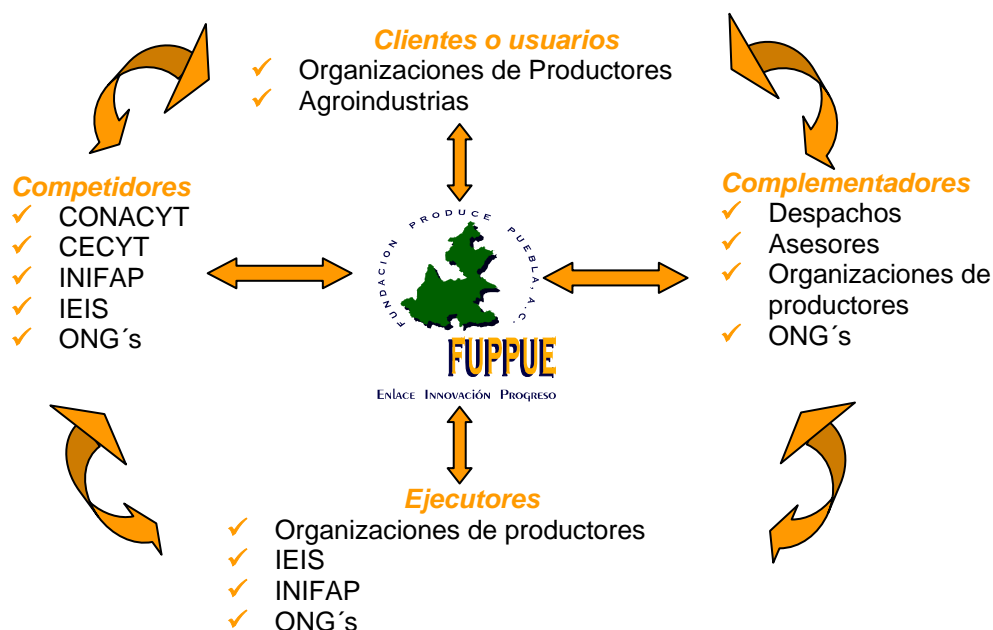 Clientes o usuarios
✓ Organizaciones de Productores
✓ Agroindustrias
Competidores
✓ CONACYT
✓ CECYT
✓ INIFAP
✓ IEIS
✓ ONG´s
FUNDACION PRODUCE PUEBLA, A.C.
FUPPUE
Enlace Innovación Progreso
Complementadores
✓ Despachos
✓ Asesores
✓ Organizaciones de
productores
✓ ONG´s
Ejecutores
✓ Organizaciones de productores
✓ IEIS
✓ INIFAP
✓ ONG´s